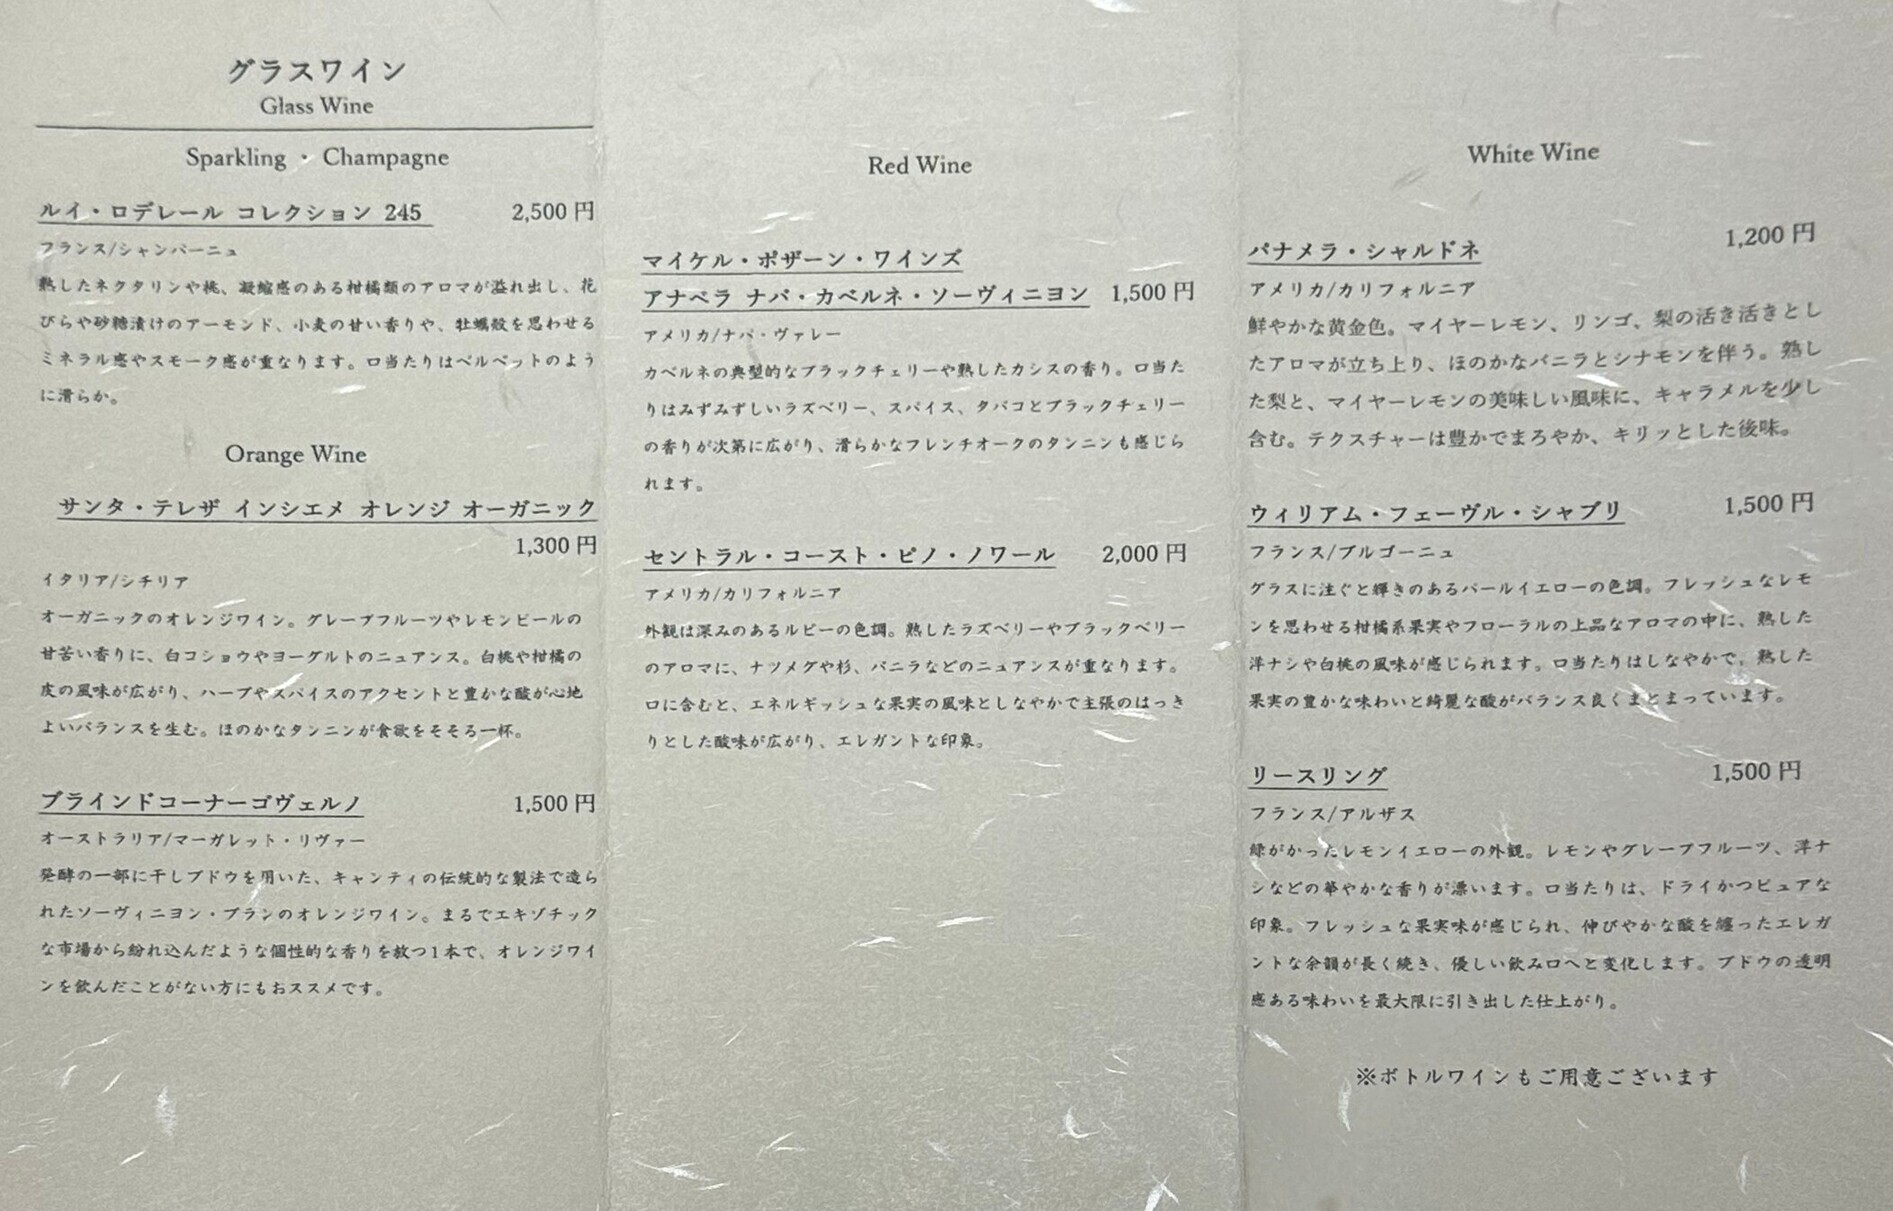 グラスワイン
Glass Wine
Sparkling ・ Champagne
ルイ・ロデレール コレクション 245 2,500 円
フランス/シャンパーニュ
熟したネクタリンや桃、凝縮感のある柑橘類のアロマが溢れ出し、花
びらや砂糖漬けのアーモンド、小麦の甘い香りや、牡蠣殻を思わせる
ミネラル感やスモーク感が重なります。口当たりはベルベットのよう
に滑らか。
Orange Wine
サンタ・テレザ インシエメ オレンジ オーガニック
1,300 円
イタリア/シチリア
オーガニックのオレンジワイン。グレープフルーツやレモンピールの
甘苦い香りに、白コショウやヨーグルトのニュアンス。白桃や柑橘の
皮の風味が広がり、ハーブやスパイスのアクセントと豊かな酸が心地
よいバランスを生む。ほのかなタンニンが食欲をそそる一杯。
ブラインドコーナーゴヴェルノ 1,500 円
オーストラリア/マーガレット・リヴァー
発酵の一部に干しブドウを用いた、キャンティの伝統的な製法で造ら
れたソーヴィニヨン・ブランのオレンジワイン。まるでエキゾチック
な市場から紛れ込んだような個性的な香りを放つ1本で、オレンジワイ
ンを飲んだことがない方にもおススメです。
Red Wine
マイケル・ポザーン・ワインズ
アナベラ ナパ・カベルネ・ソーヴィニヨン 1,500 円
アメリカ/ナパ・ヴァレー
カベルネの典型的なブラックチェリーや熟したカシスの香り。口当た
りはみずみずしいラズベリー、スパイス、タバコとブラックチェリー
の香りが次第に広がり、滑らかなフレンチオークのタンニンも感じら
れます。
セントラル・コースト・ピノ・ノワール 2,000 円
アメリカ/カリフォルニア
外観は深みのあるルビーの色調。熟したラズベリーやブラックベリー
のアロマに、ナツメグや杉、バニラなどのニュアンスが重なります。
口に含むと、エネルギッシュな果実の風味としなやかで主張のはっき
りとした酸味が広がり、エレガントな印象。
White Wine
パナメラ・シャルドネ 1,200 円
アメリカ/カリフォルニア
鮮やかな黄金色。マイヤーレモン、リンゴ、梨の活き活きとし
たアロマが立ち上り、ほのかなバニラとシナモンを伴う。熟し
た梨と、マイヤーレモンの美味しい風味に、キャラメルを少し
含む。テクスチャーは豊かでまろやか、キリッとした後味。
ウィリアム・フェーヴル・シャブリ 1,500 円
フランス/ブルゴーニュ
グラスに注ぐと輝きのあるパールイエローの色調。フレッシュなレモ
ンを思わせる柑橘系果実やフローラルの上品なアロマの中に、熟した
洋ナシや白桃の風味が感じられます。口当たりはしなやかで、熟した
果実の豊かな味わいと綺麗な酸がバランス良くまとまっています。
リースリング 1,500 円
フランス/アルザス
緑がかったレモンイエローの外観。レモンやグレープフルーツ、洋ナ
シなどの華やかな香りが漂います。口当たりは、ドライかつピュアな
印象。フレッシュな果実味が感じられ、伸びやかな酸を纏ったエレガ
ントな余韻が長く続き、優しい飲み口へと変化します。ブドウの透明
感ある味わいを最大限に引き出した仕上がり。
※ボトルワインもご用意ございます